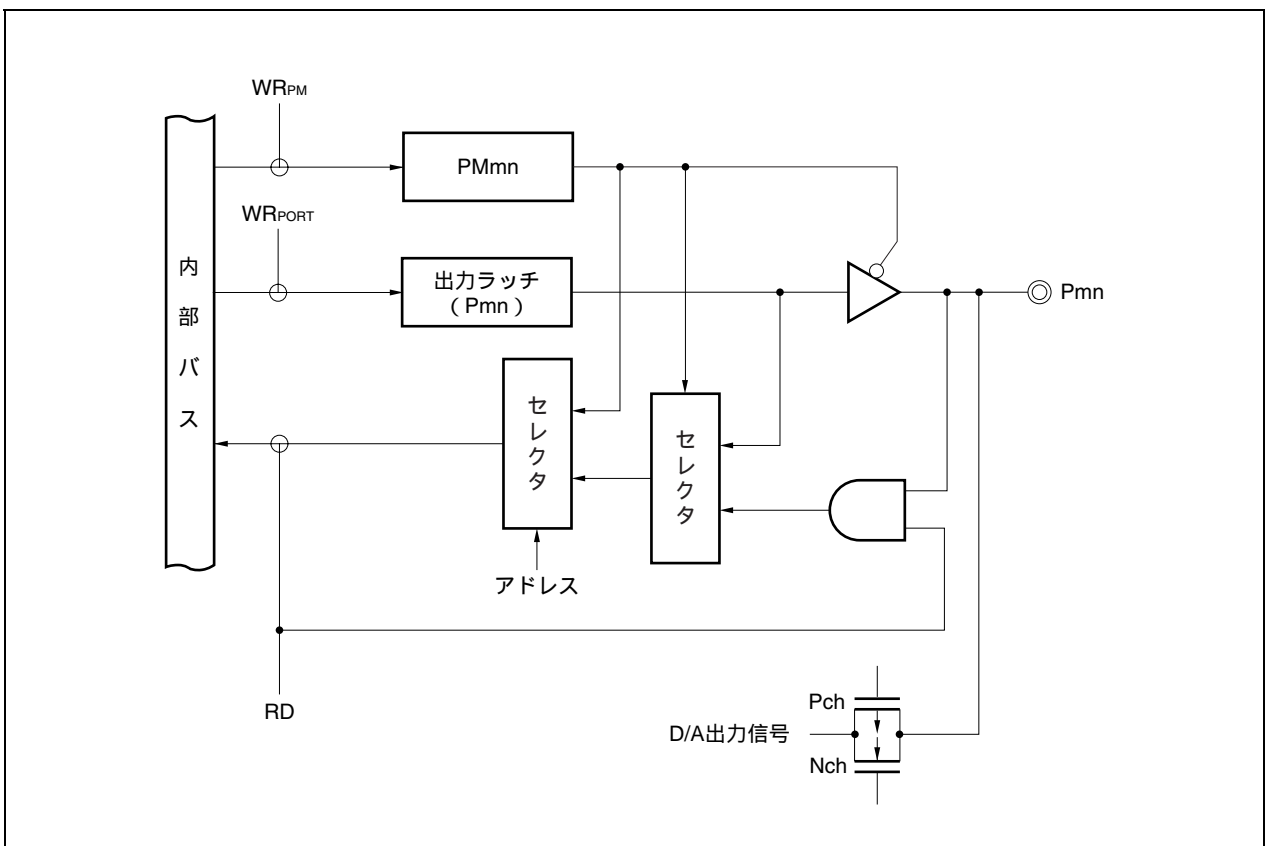 WRPM
PMmn
WRPORT
内部バス
出力ラッチ
(Pmn)
Pmn
セレクタ
セレクタ
アドレス
RD
Pch
D/A出力信号
Nch